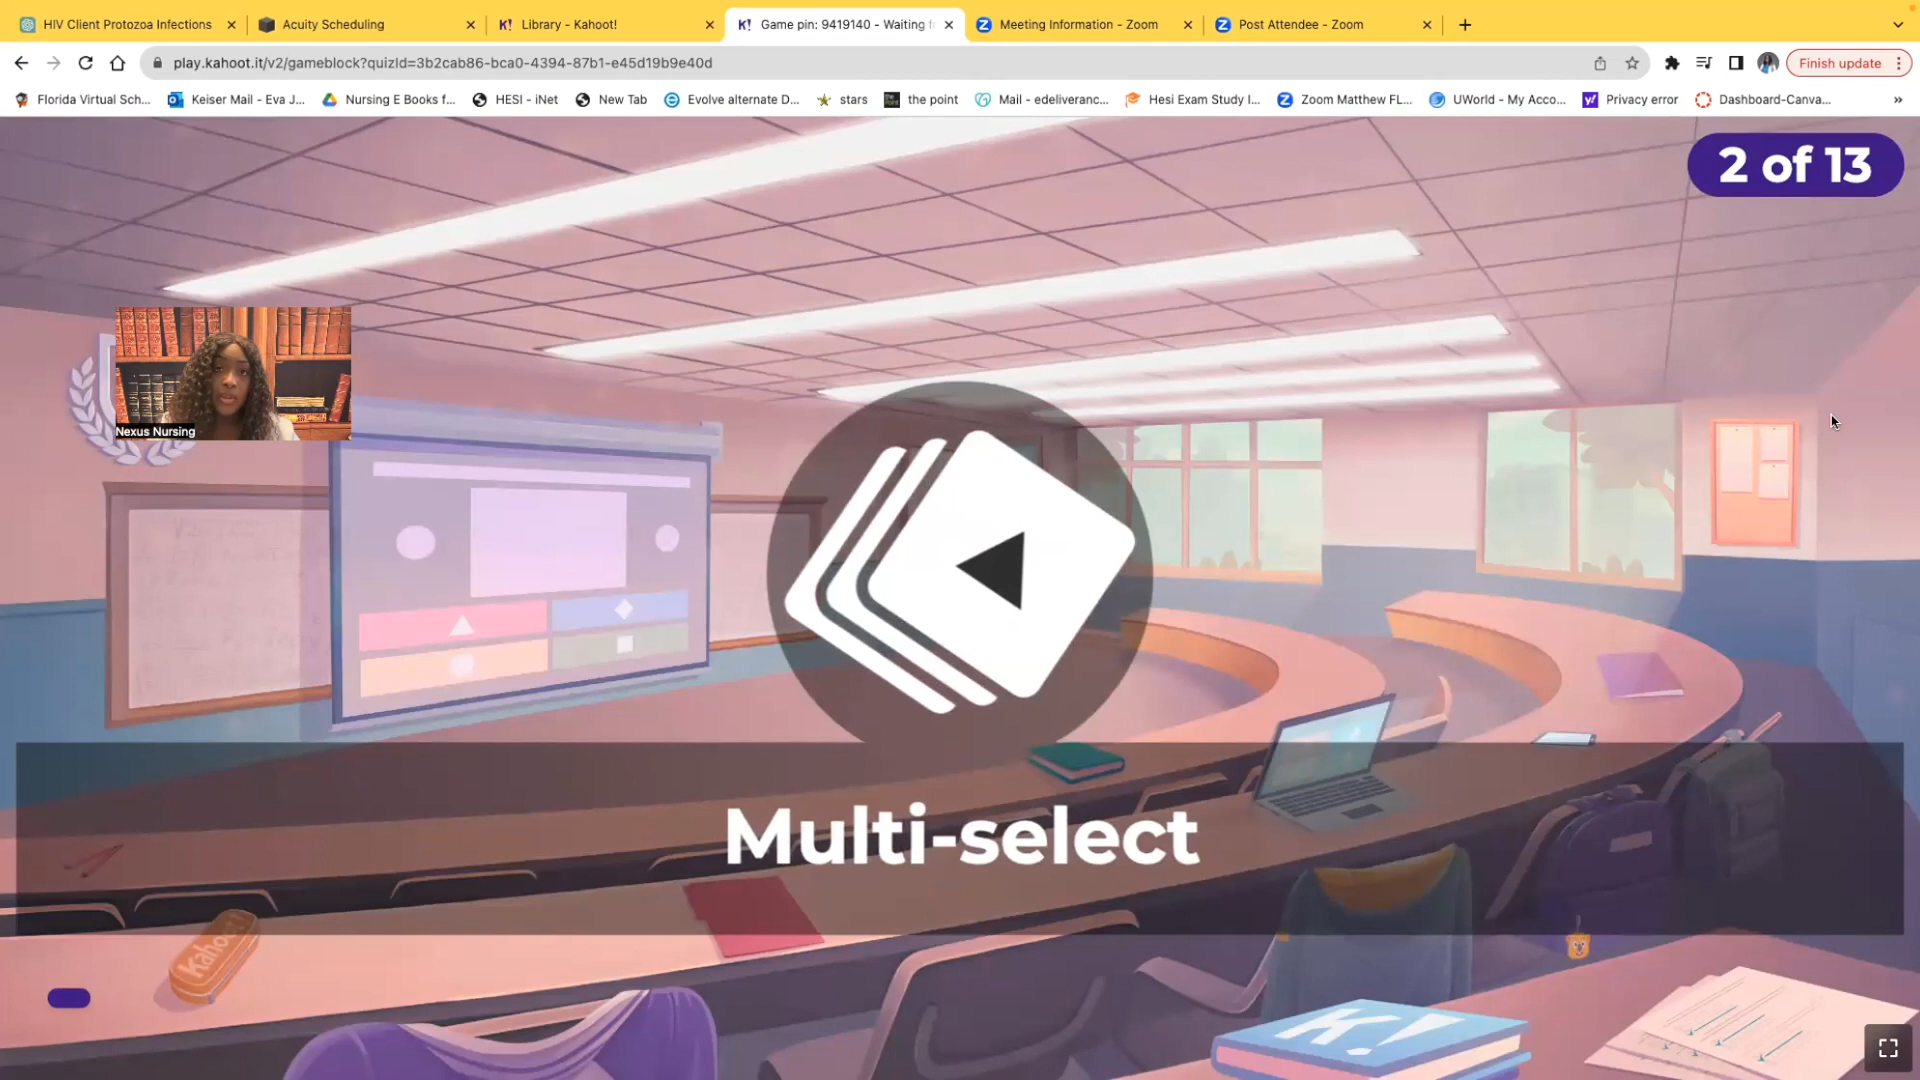 HIV Client Protozoa Infections
Acuity Scheduling
K! Library - Kahoot!
K! Game pin: 9419140 - Waiting f
Meeting Information - Zoom
Post Attendee - Zoom
play.kahoot.it/v2/gameblock?quizId=3b2cab86-bca0-4394-87b1-e45d19b9e40d
Finish update
Florida Virtual Sch...
Keiser Mail - Eva J...
Nursing E Books f...
HESI - iNet
New Tab
Evolve alternate D...
stars
the point
Mail - edeliveranc...
Hesi Exam Study I...
Zoom Matthew FL...
UWorld - My Acco...
Privacy error
Dashboard-Canva...
»
2 of 13
Nexus Nursing
Multi-select
Kahoot!
K!